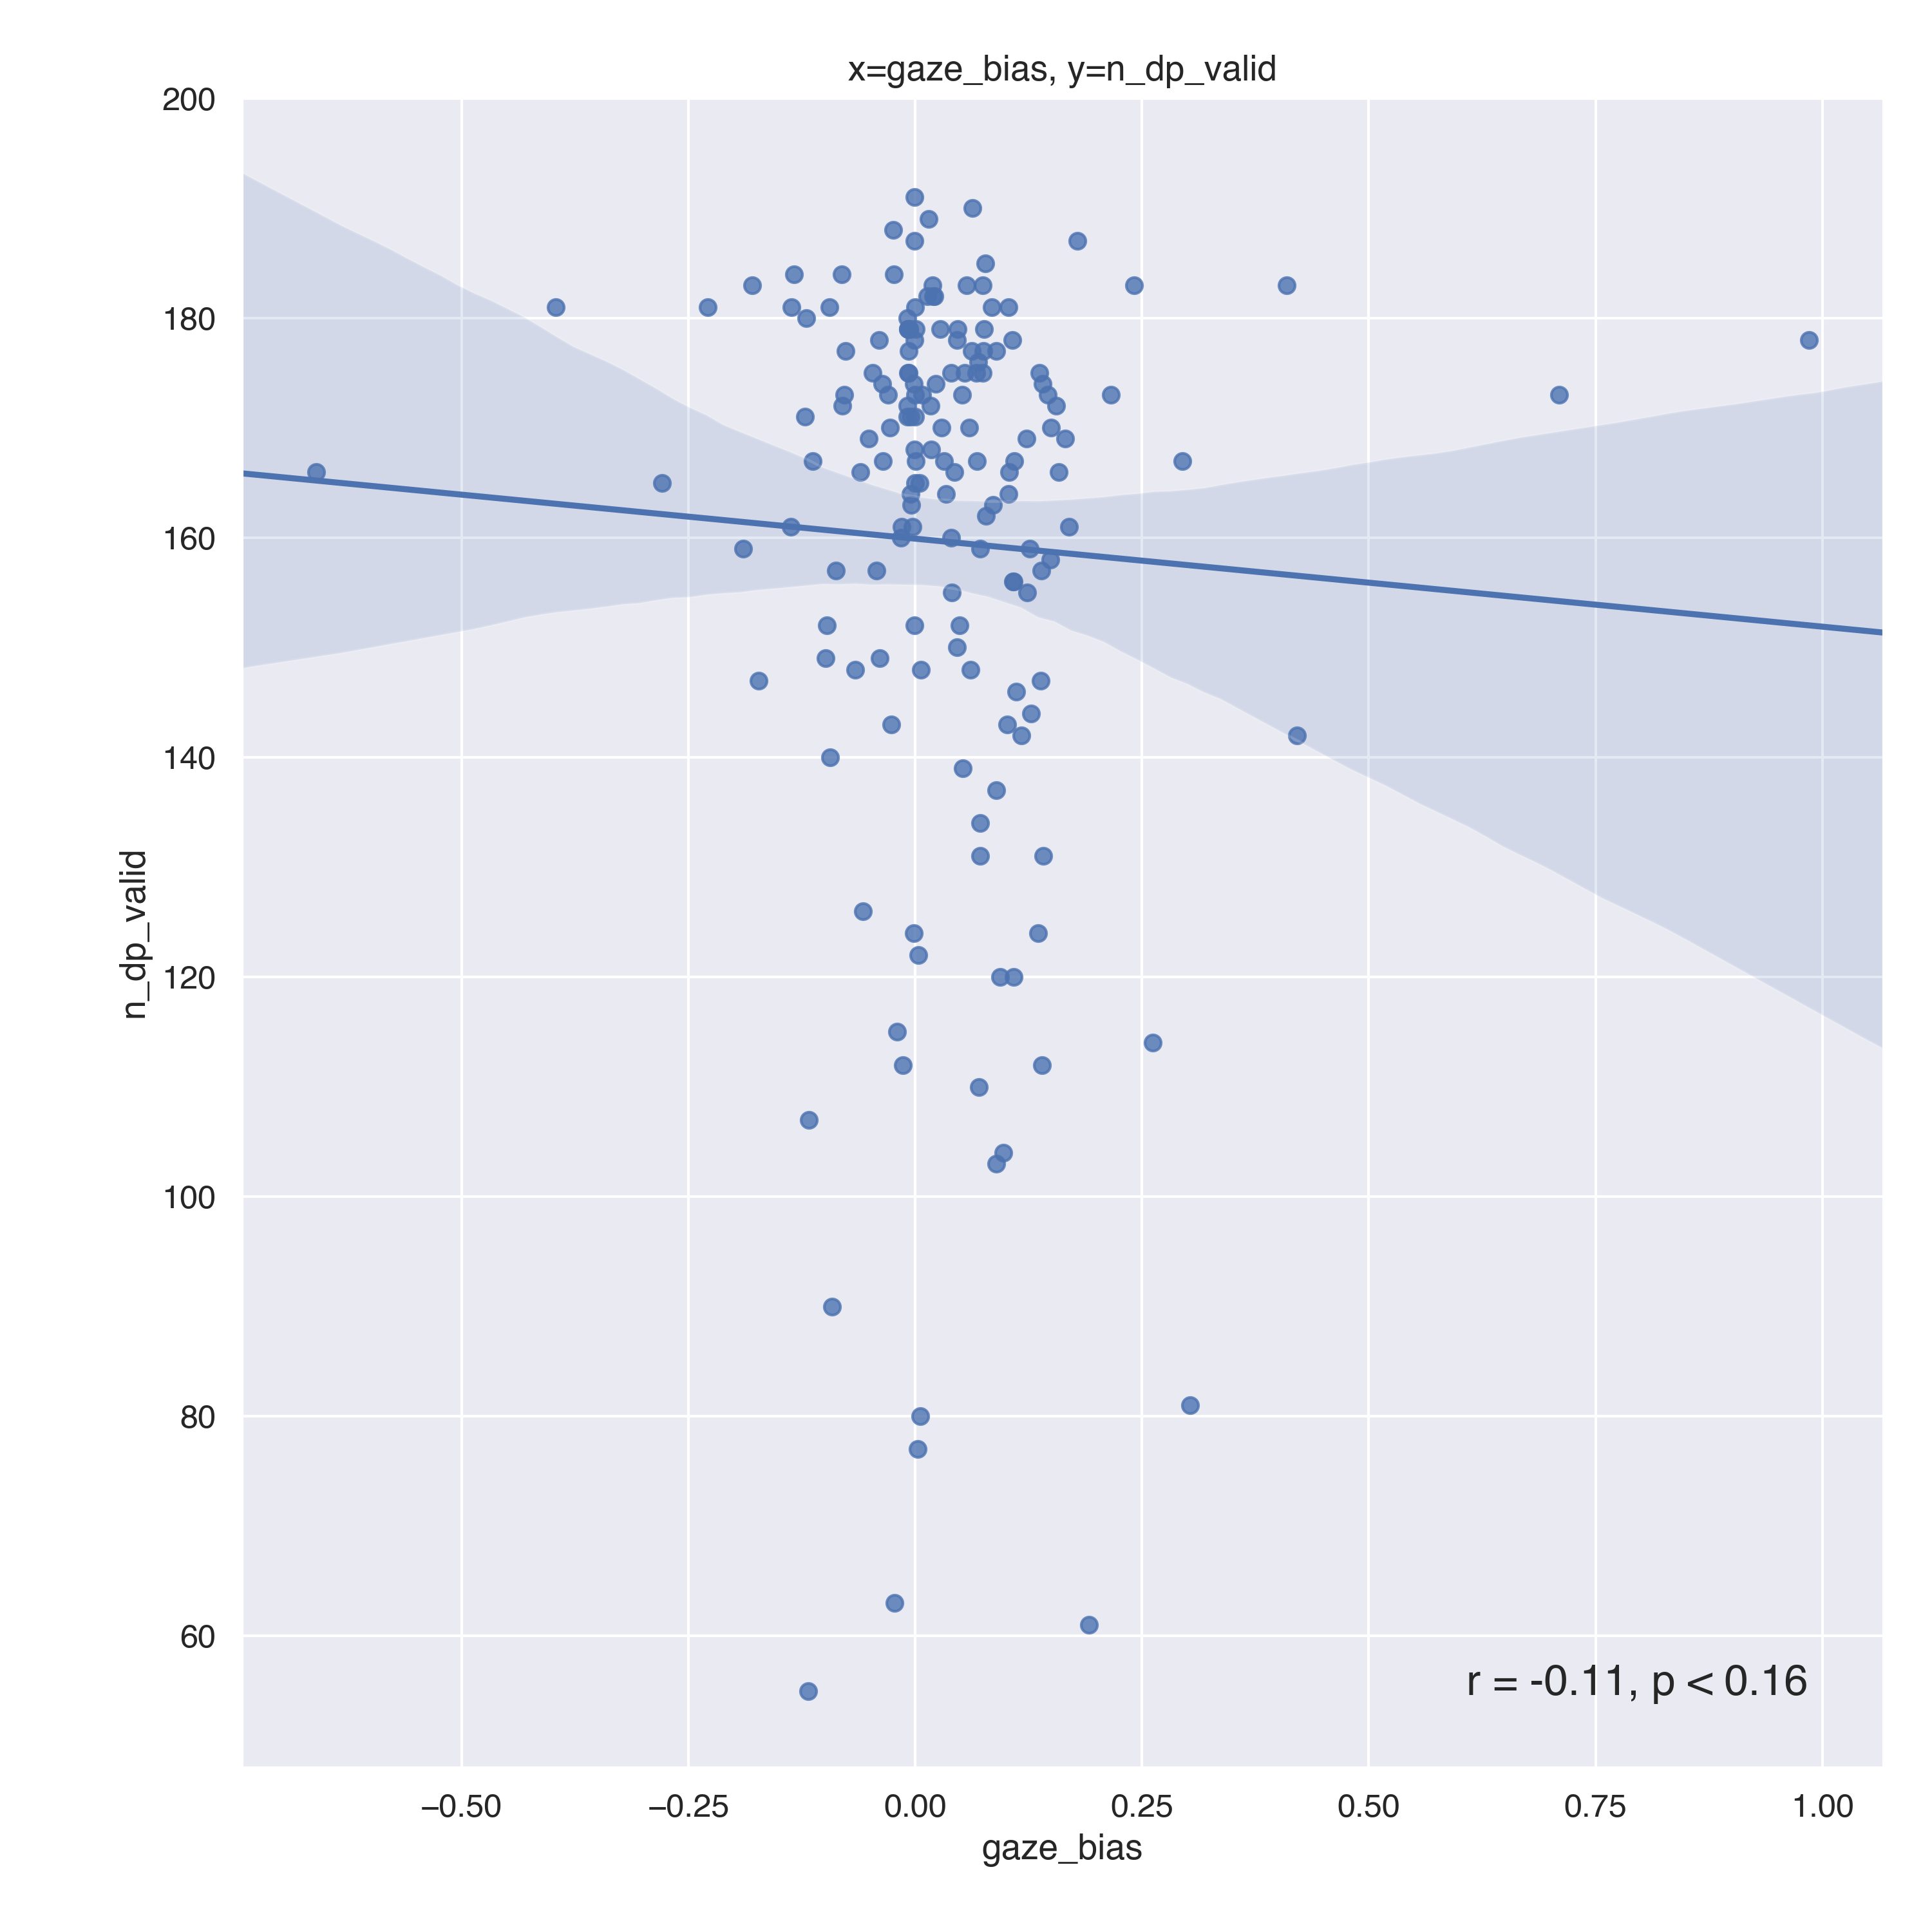 x=gaze_bias, y=n_dp_valid
200
180
160
140
120
100
80
60
n_dp_valid
r = -0.11, p < 0.16
−0.50 −0.25 0.00 0.25 0.50 0.75 1.00
gaze_bias